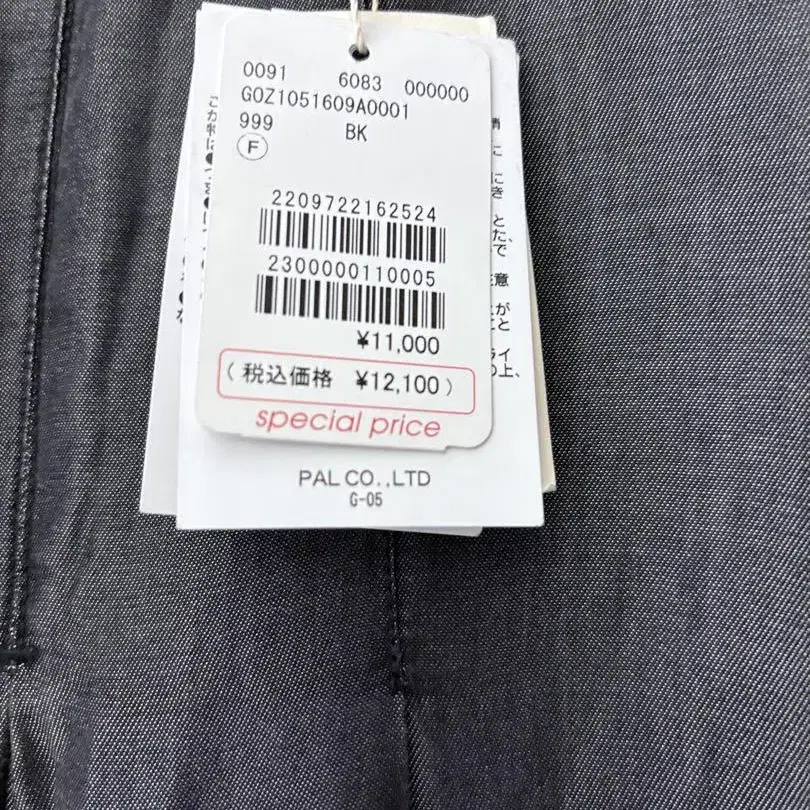 0091 6083 000000
GOZ1051609A0001
999 BK
F
2209722162524
2300000110005
¥11,000
(税込価格 ¥12,100)
special price
PAL CO.,LTD
G-05